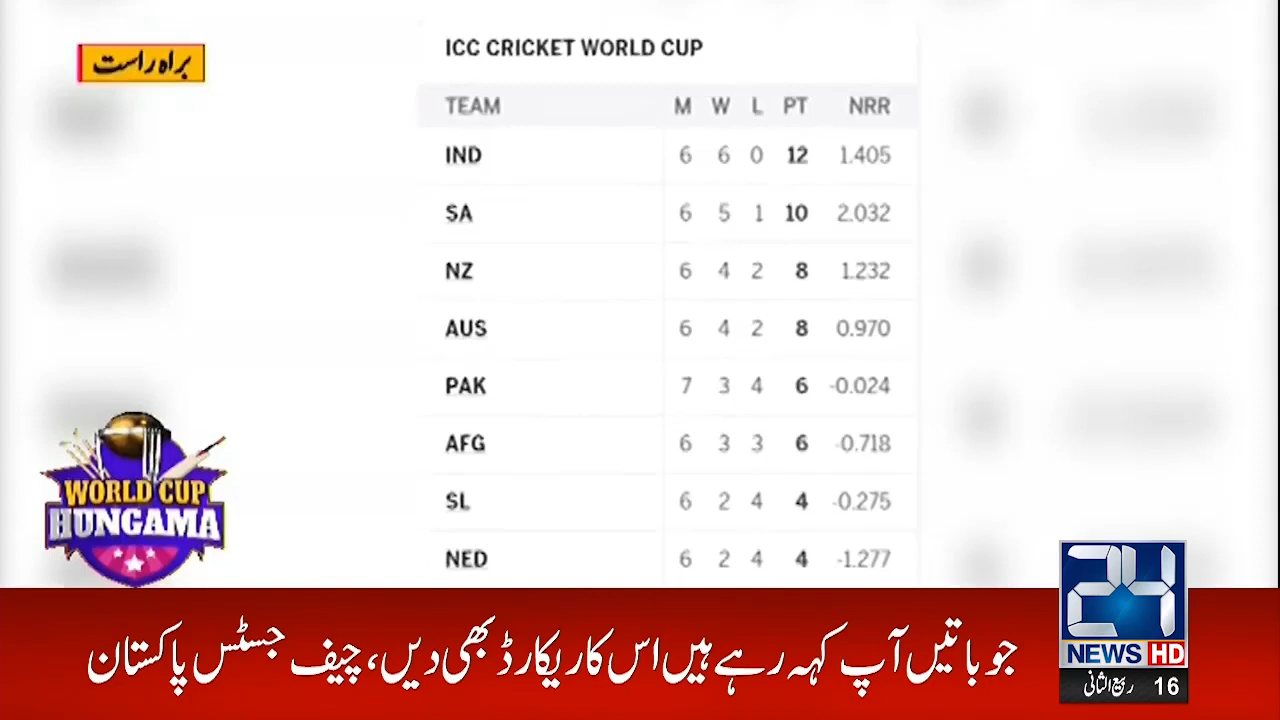 براہ راست
ICC CRICKET WORLD CUP
TEAM M W L PT NRR
IND 6 6 0 12 1.405
SA 6 5 1 10 2.032
NZ 6 4 2 8 1.232
AUS 6 4 2 8 0.970
PAK 7 3 4 6 -0.024
AFG 6 3 3 6 -0.718
SL 6 2 4 4 -0.275
NED 6 2 4 4 -1.277
WORLD CUP
HUNGAMA
جو باتیں آپ کہہ رہے ہیں اس کا ریکارڈ بھی دیں، چیف جسٹس پاکستان
24
NEWS HD
16 ربیع الثانی